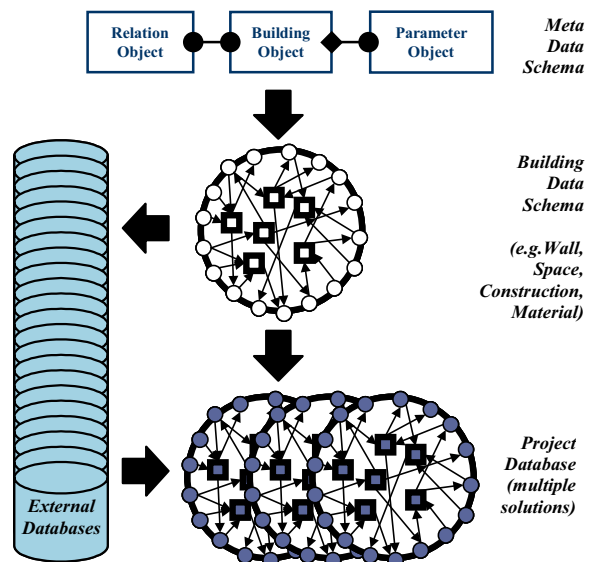 Relation
Object
Building
Object
Parameter
Object
Meta
Data
Schema
Building
Data
Schema
(e.g.Wall,
Space,
Construction,
Material)
External
Databases
Project
Database
(multiple
solutions)